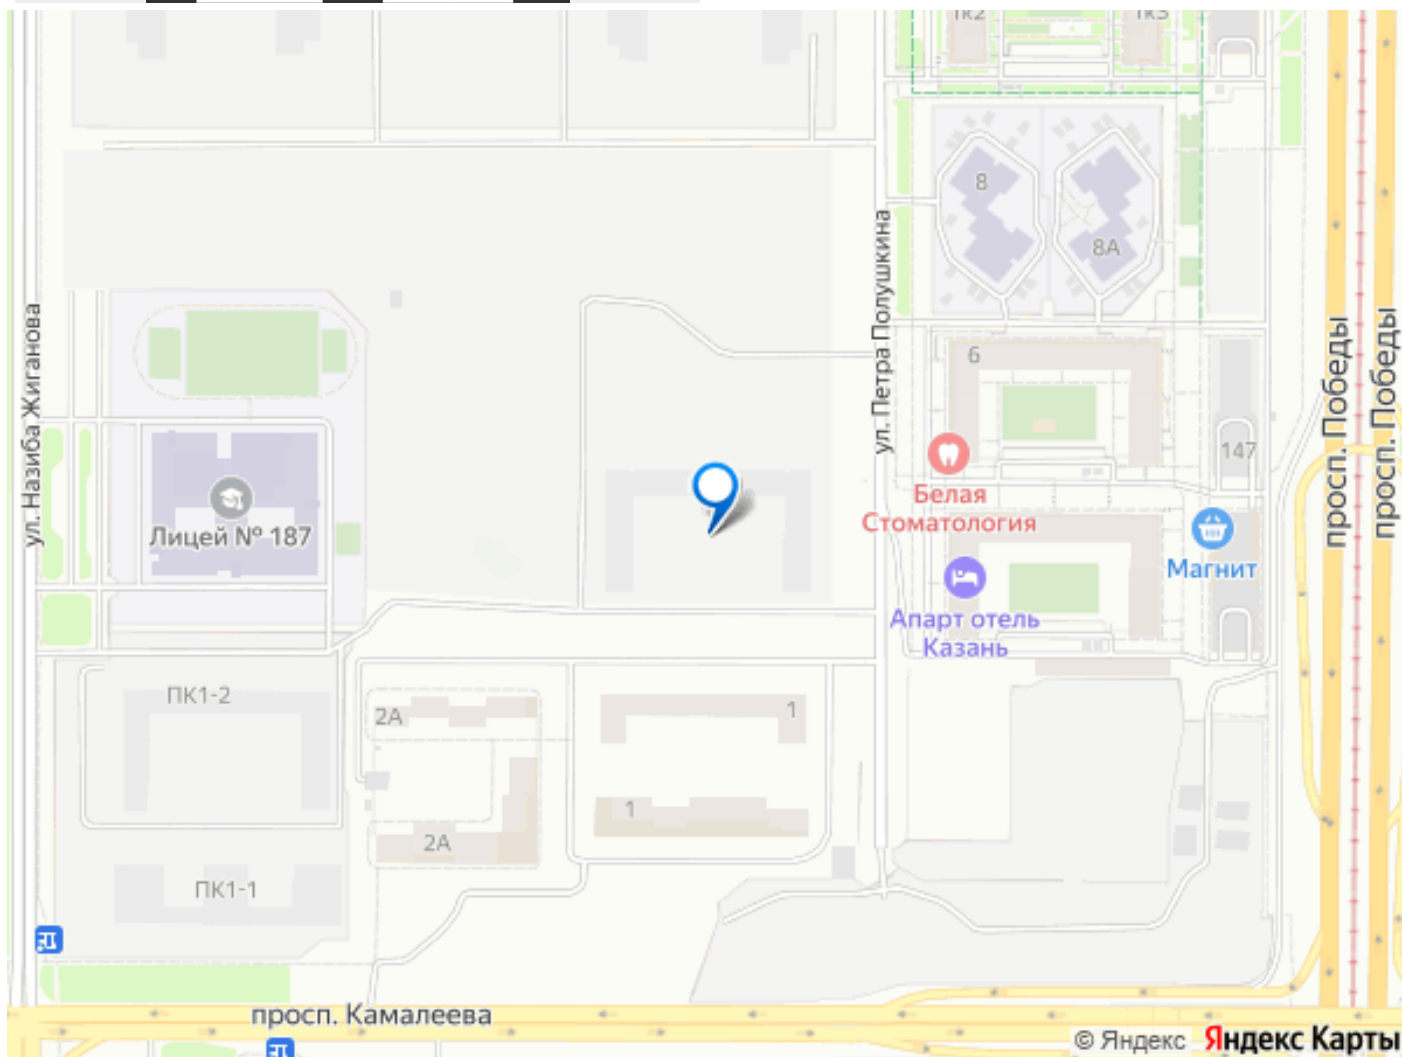 1к2
1к3
8
8А
ул. Петра Полушкина
ул. Назиба Жиганова
6
147
просп. Победы
просп. Победы
Белая
Стоматология
Лицей № 187
Магнит
Апарт отель
Казань
ПК1-2
2А
1
1
2А
ПК1-1
просп. Камалеева
© Яндекс Яндекс Карты